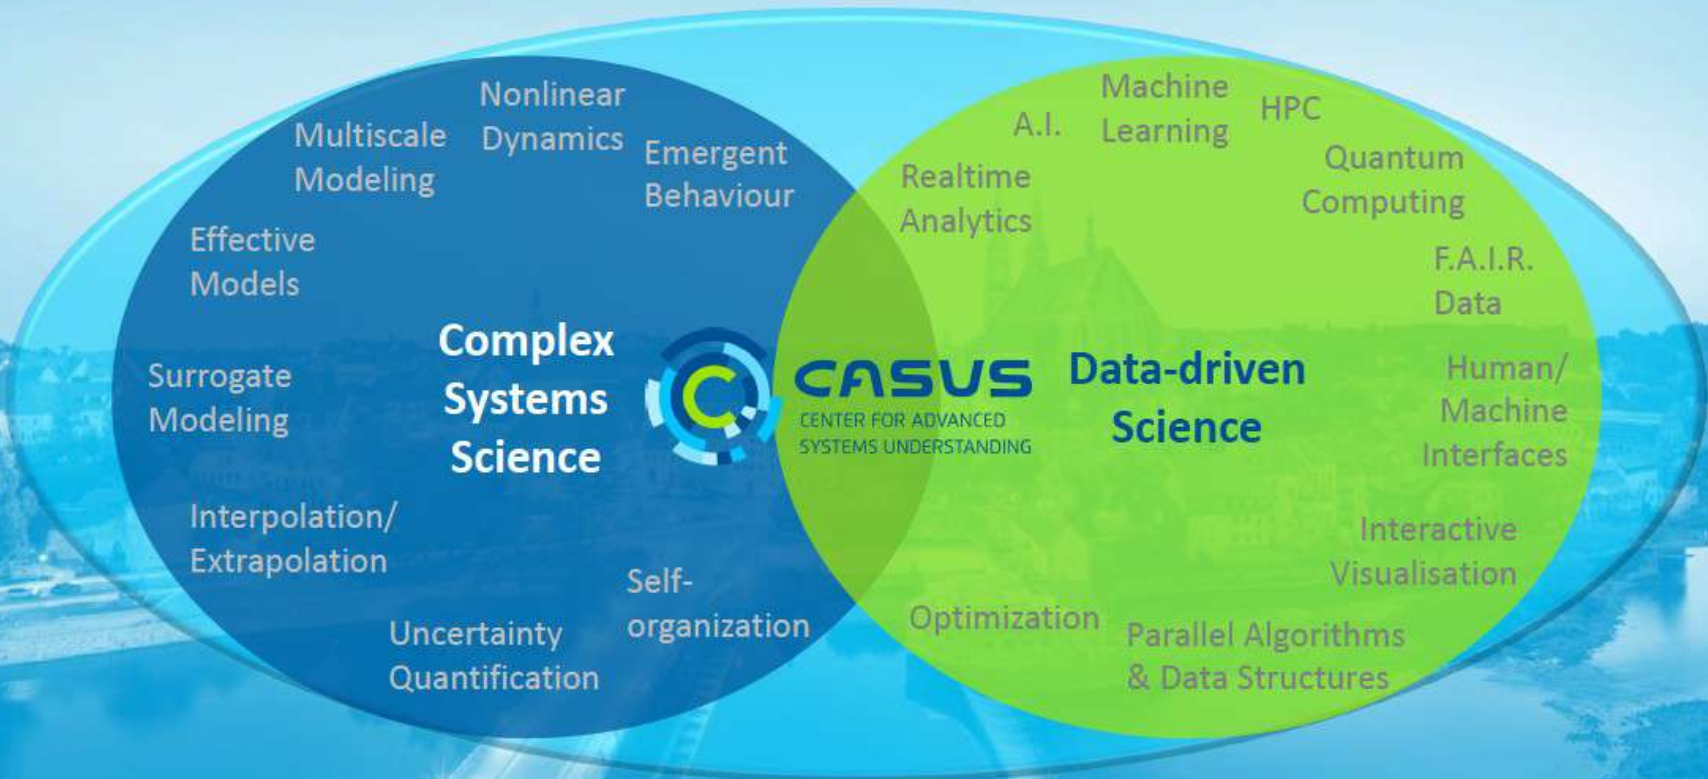 Nonlinear
Dynamics
Multiscale
Modeling
Emergent
Behaviour
Effective
Models
Complex
Systems
Science
Surrogate
Modeling
Interpolation/
Extrapolation
Self-
organization
Uncertainty
Quantification
CASUS
CENTER FOR ADVANCED
SYSTEMS UNDERSTANDING
Machine
Learning
A.I.
HPC
Realtime
Analytics
Quantum
Computing
F.A.I.R.
Data
Data-driven
Science
Human/
Machine
Interfaces
Interactive
Visualisation
Optimization
Parallel Algorithms
& Data Structures